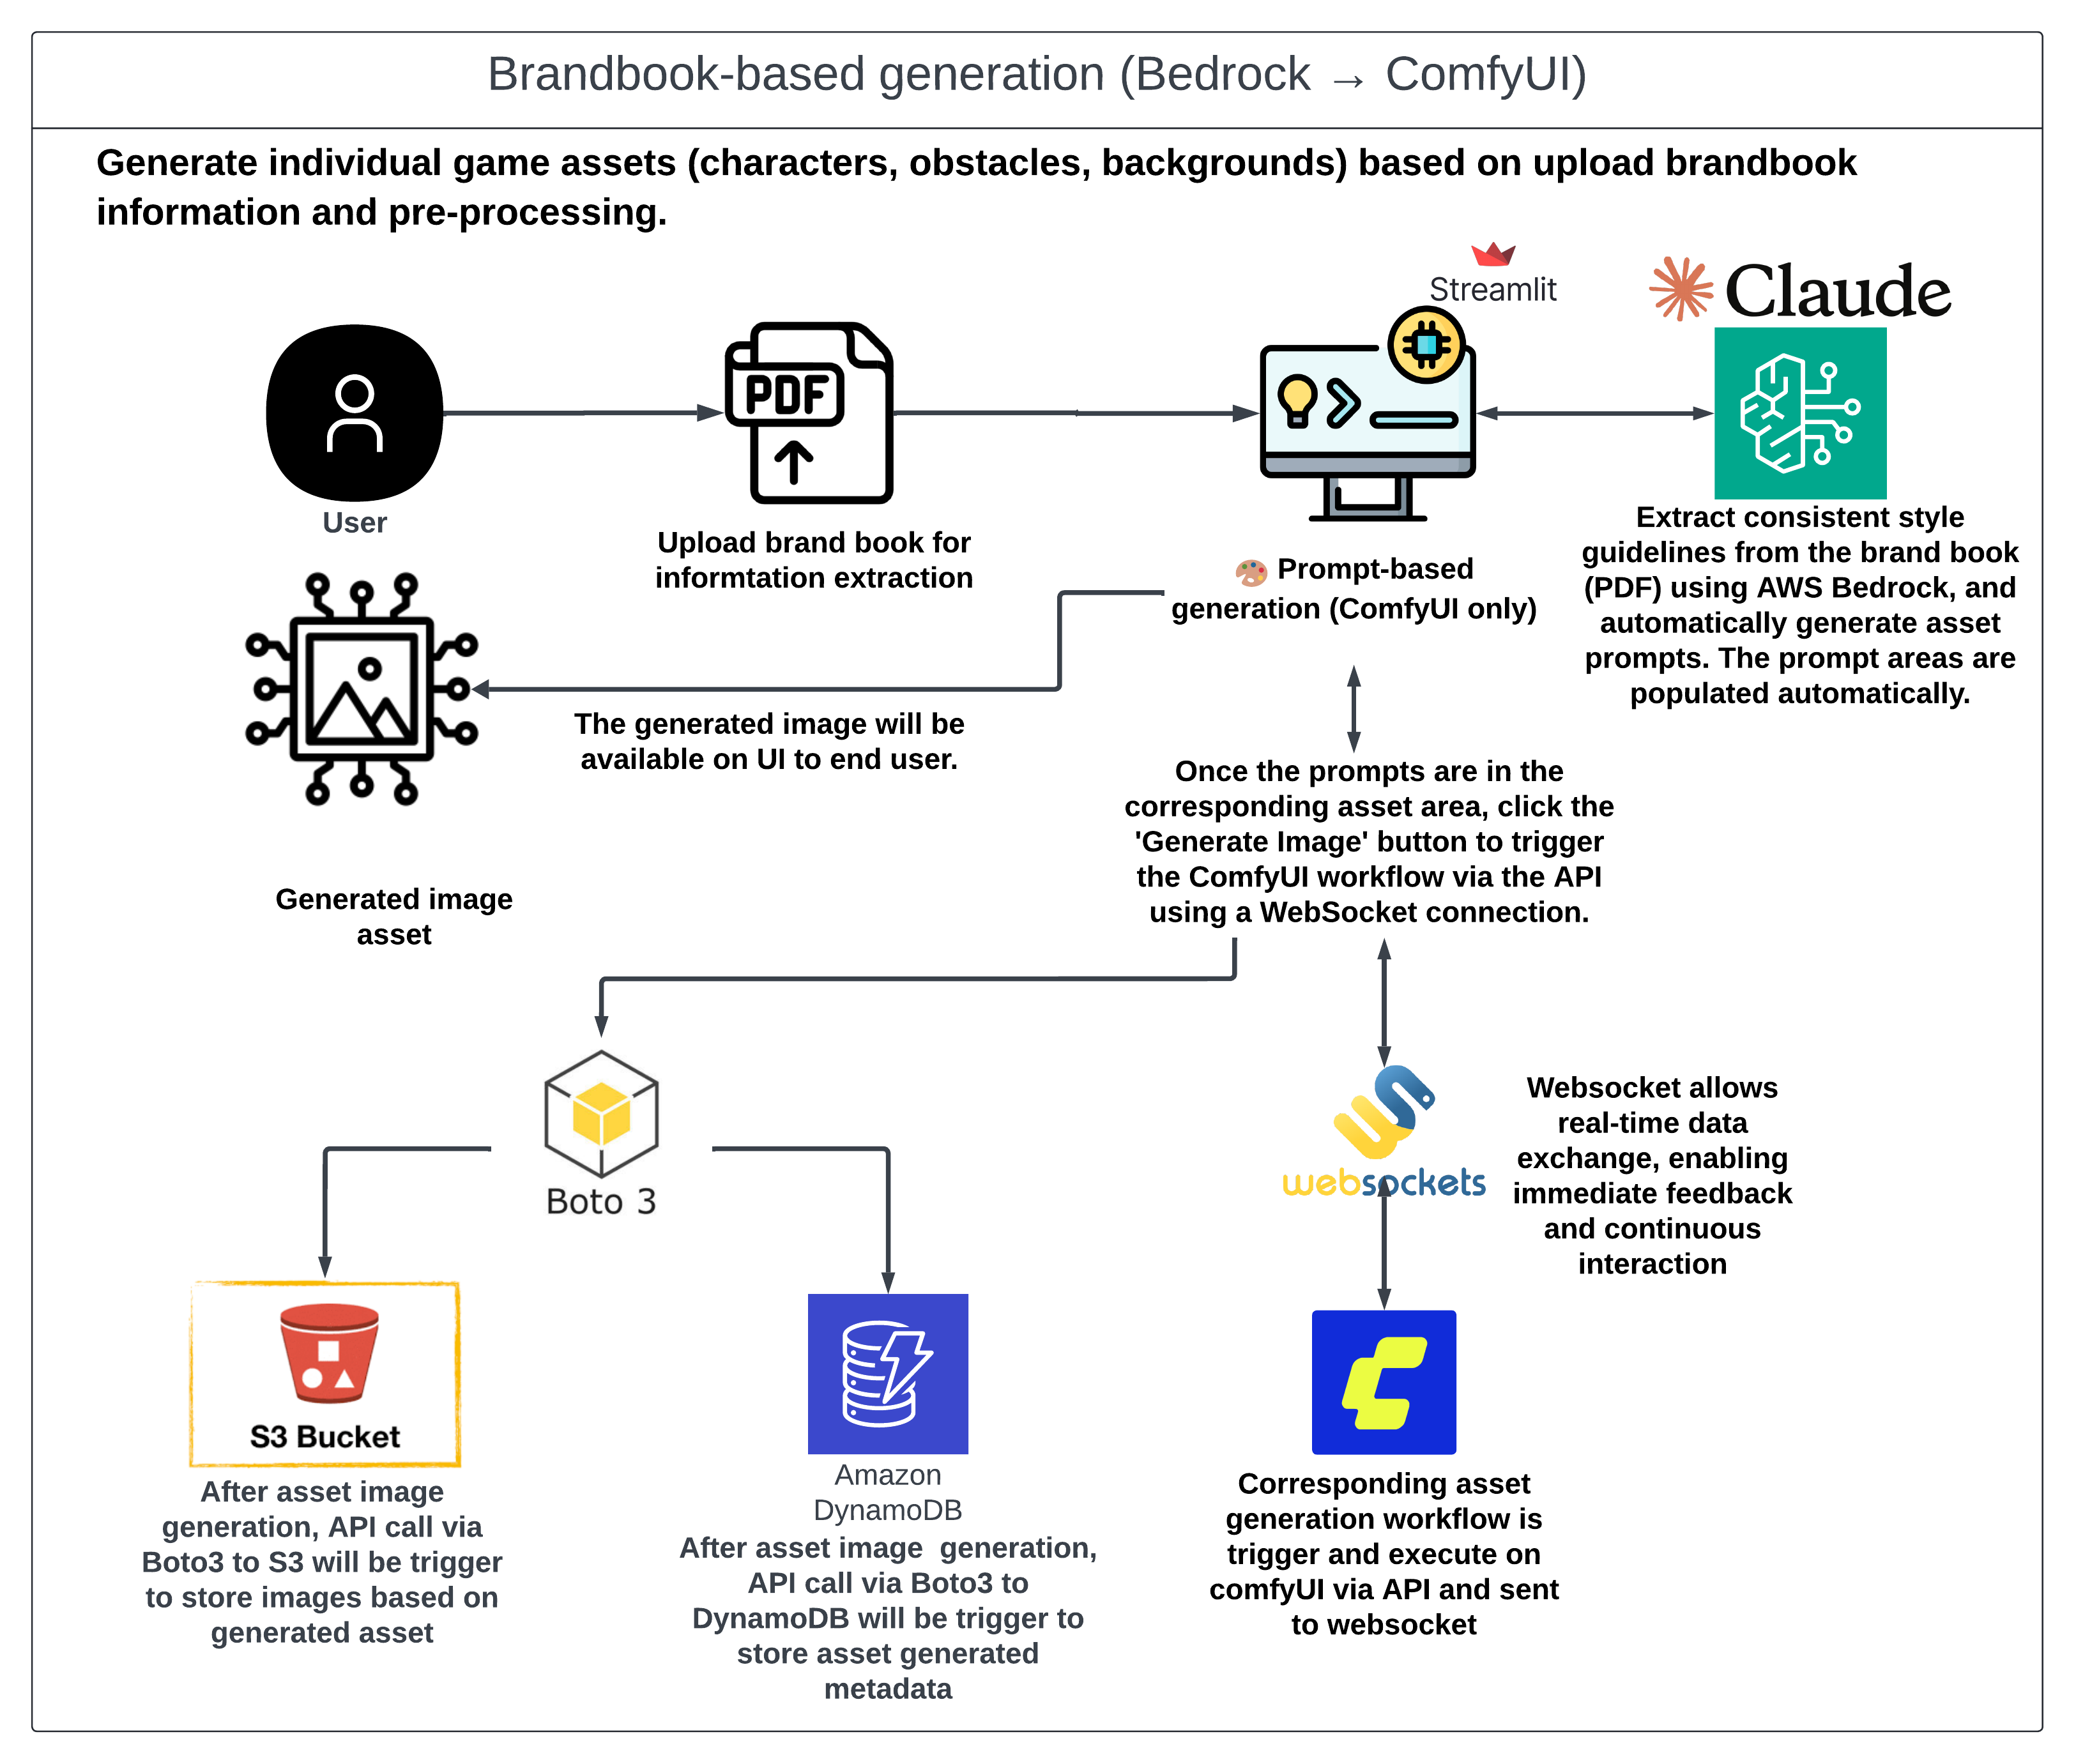 Brandbook-based generation (Bedrock → ComfyUI)
Generate individual game assets (characters, obstacles, backgrounds) based on upload brandbook
information and pre-processing.
Streamlit
Claude
PDF
User
Upload brand book for
informtation extraction
Prompt-based
generation (ComfyUI only)
Extract consistent style
guidelines from the brand book
(PDF) using AWS Bedrock, and
automatically generate asset
prompts. The prompt areas are
populated automatically.
The generated image will be
available on UI to end user.
Generated image
asset
Once the prompts are in the
corresponding asset area, click the
'Generate Image' button to trigger
the ComfyUI workflow via the API
using a WebSocket connection.
Boto 3
websockets
Websocket allows
real-time data
exchange, enabling
immediate feedback
and continuous
interaction
S3 Bucket
After asset image
generation, API call via
Boto3 to S3 will be trigger
to store images based on
generated asset
Amazon
DynamoDB
After asset image  generation,
API call via Boto3 to
DynamoDB will be trigger to
store asset generated
metadata
Corresponding asset
generation workflow is
trigger and execute on
comfyUI via API and sent
to websocket